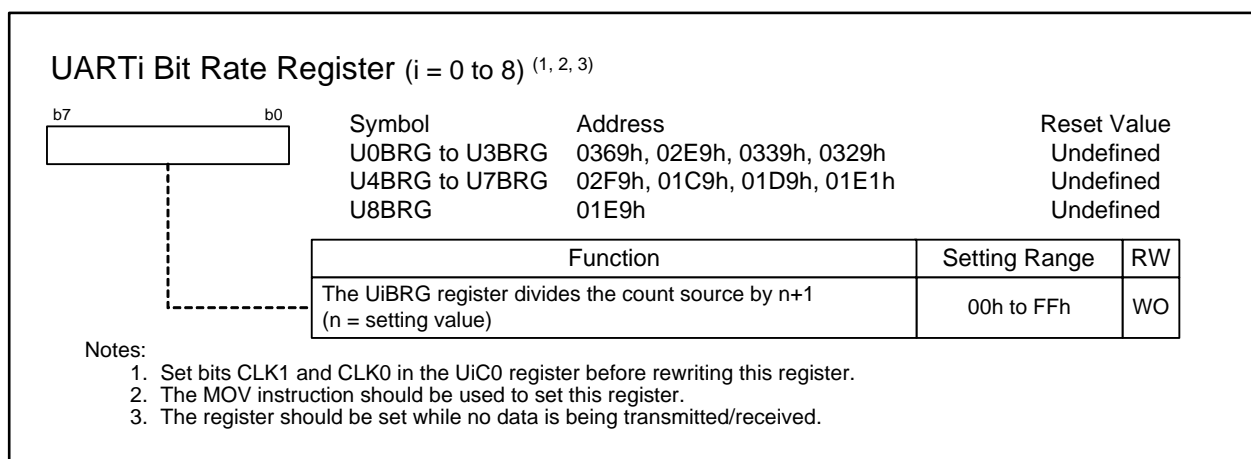 UARTi Bit Rate Register (i = 0 to 8) (1, 2, 3)
b7 b0
Symbol Address Reset Value
U0BRG to U3BRG 0369h, 02E9h, 0339h, 0329h Undefined
U4BRG to U7BRG 02F9h, 01C9h, 01D9h, 01E1h Undefined
U8BRG 01E9h Undefined
Function Setting Range RW
The UiBRG register divides the count source by n+1
(n = setting value) 00h to FFh WO
Notes:
1. Set bits CLK1 and CLK0 in the UiC0 register before rewriting this register.
2. The MOV instruction should be used to set this register.
3. The register should be set while no data is being transmitted/received.